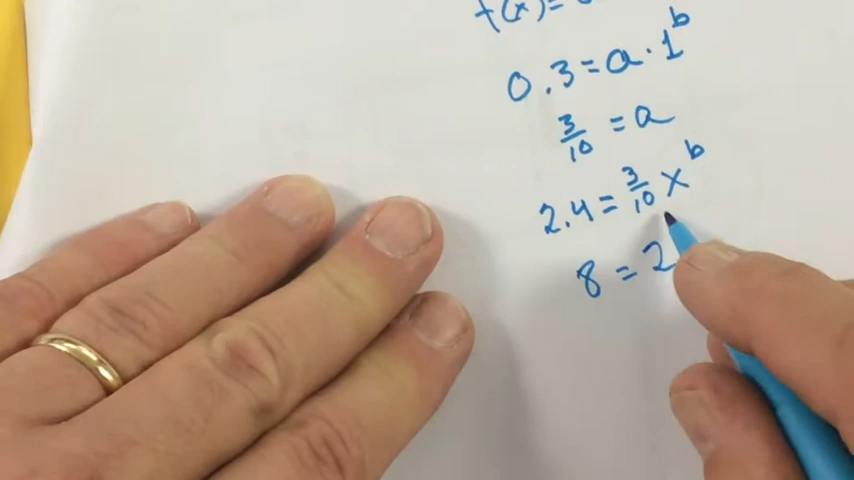 f(x)=
0.3=a·1^b
3/10=a
2.4=3/10 x^b
8=2